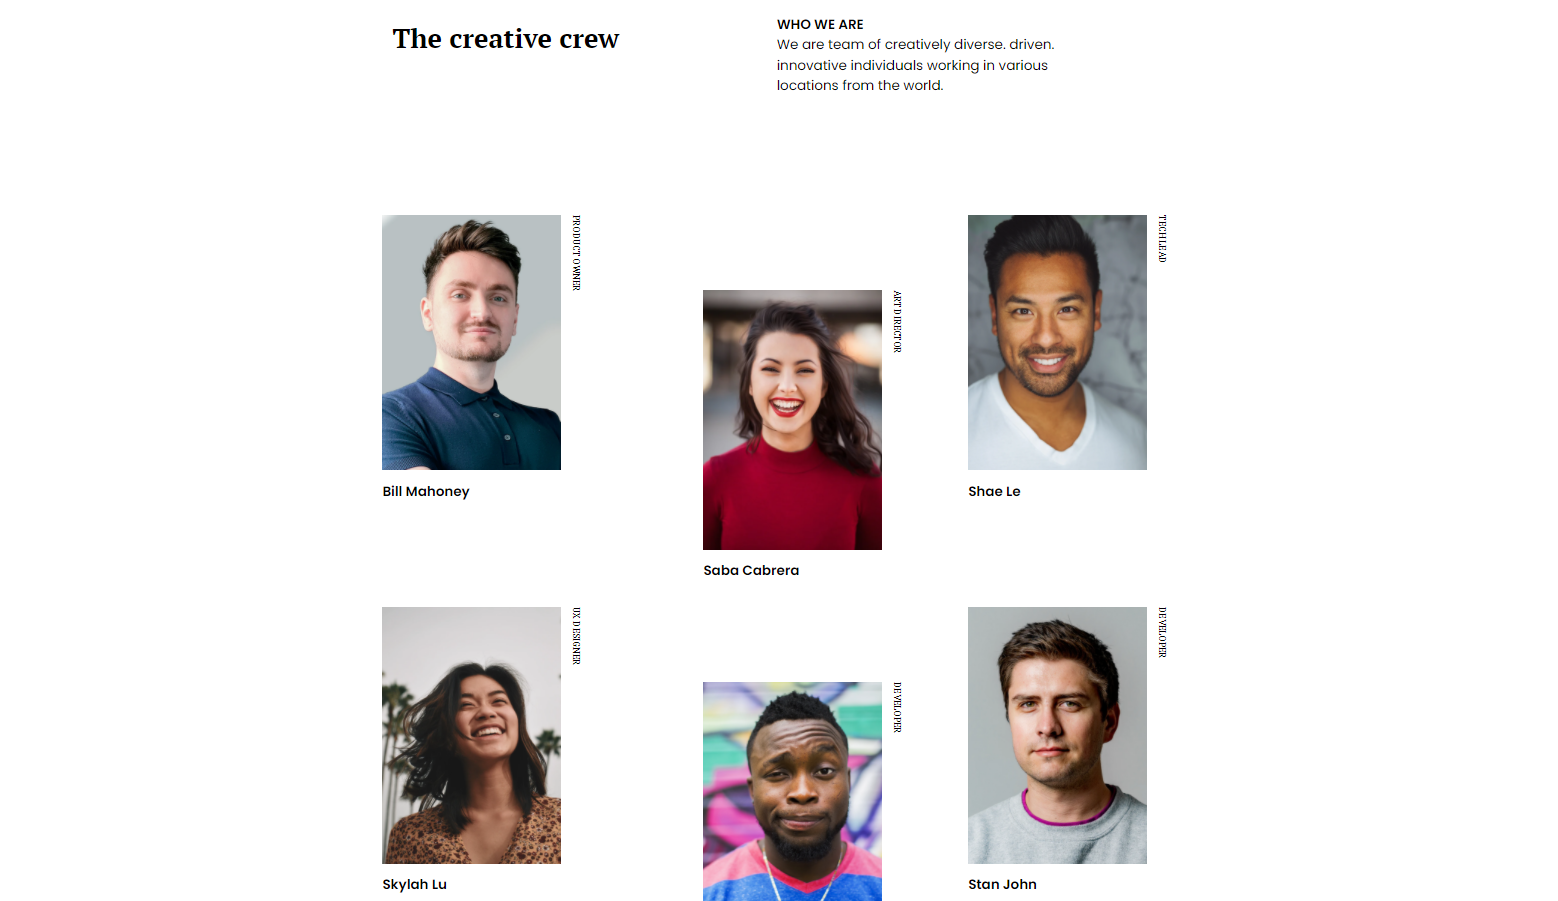 The creative crew
WHO WE ARE
We are team of creatively diverse. driven.
innovative individuals working in various
locations from the world.
PRODUCT OWNER
Bill Mahoney
ART DIRECTOR
Saba Cabrera
TECH LEAD
Shae Le
UX DESIGNER
Skylah Lu
DEVELOPER
DEVELOPER
Stan John